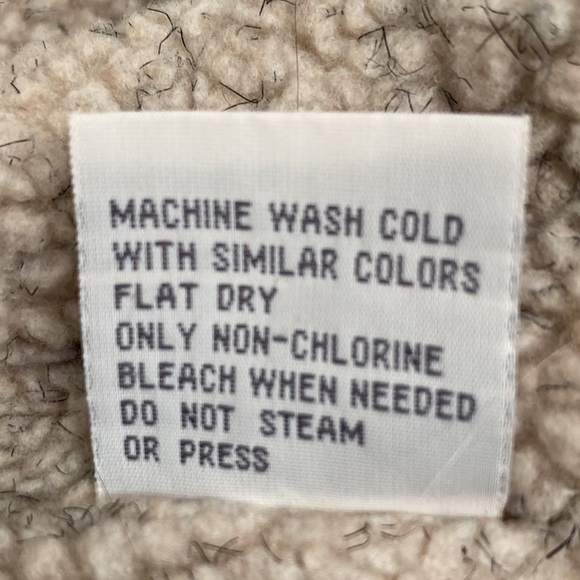 MACHINE WASH COLD
WITH SIMILAR COLORS
FLAT DRY
ONLY NON-CHLORINE
BLEACH WHEN NEEDED
DO NOT STEAM
OR PRESS